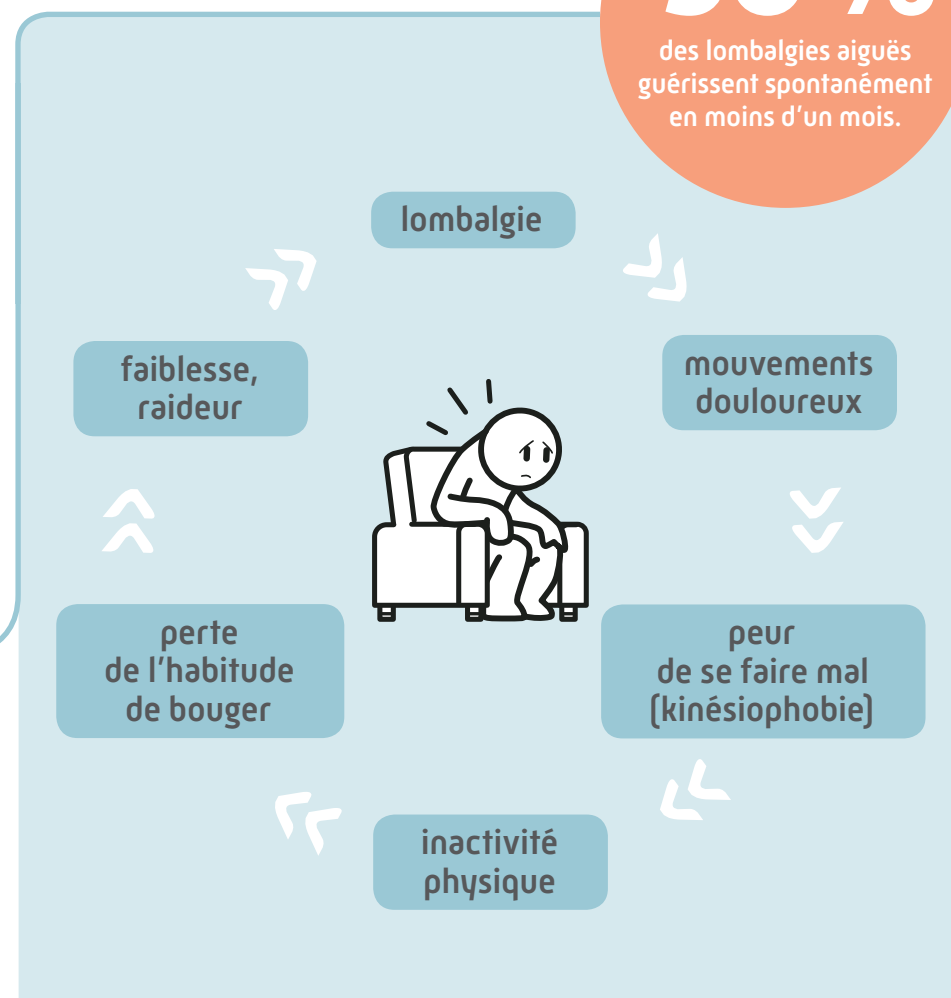 %
des lombalgies aiguës
guérissent spontanément
en moins d'un mois.
lombalgie
mouvements
douloureux
peur
de se faire mal
(kinésiophobie)
inactivité
physique
perte
de l'habitude
de bouger
faiblesse,
raideur